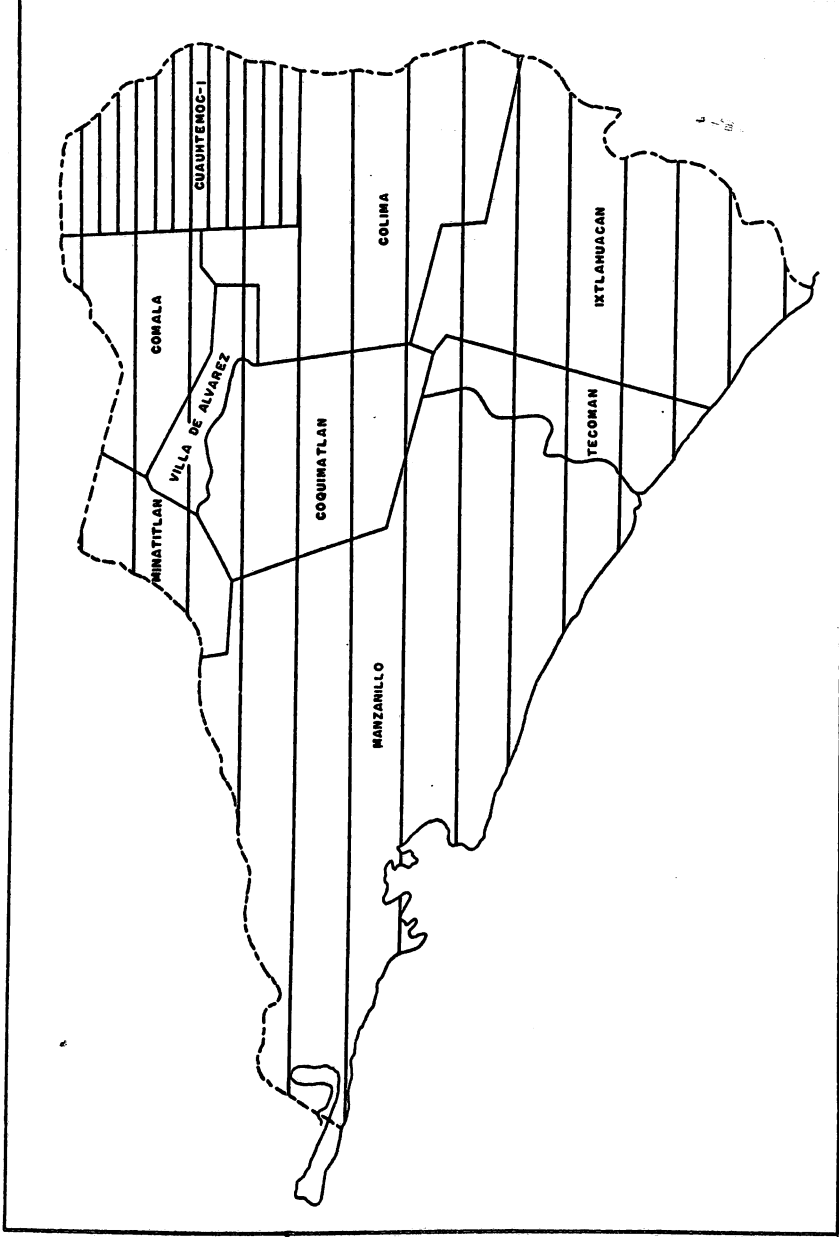 CUAUHTEMOC-I
COMALA
COLIMA
VILLA DE ALVAREZ
IXTLAHUACAN
MINATITLAN
COQUIMATLAN
TECOMAN
MANZANILLO